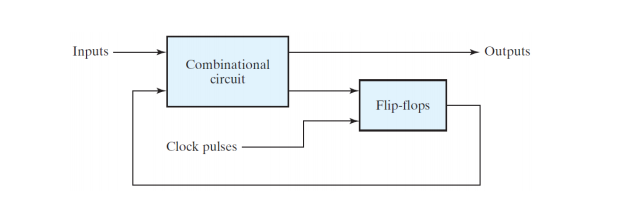 Inputs
Outputs
Combinational
circuit
Flip-flops
Clock pulses